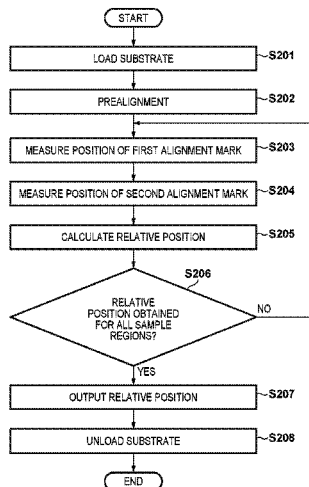 START
LOAD SUBSTRATE
S201
PREALIGNMENT
S202
MEASURE POSITION OF FIRST ALIGNMENT MARK
S203
MEASURE POSITION OF SECOND ALIGNMENT MARK
S204
CALCULATE RELATIVE POSITION
S205
S206
RELATIVE
POSITION OBTAINED
FOR ALL SAMPLE
REGIONS?
NO
YES
OUTPUT RELATIVE POSITION
S207
UNLOAD SUBSTRATE
S208
END